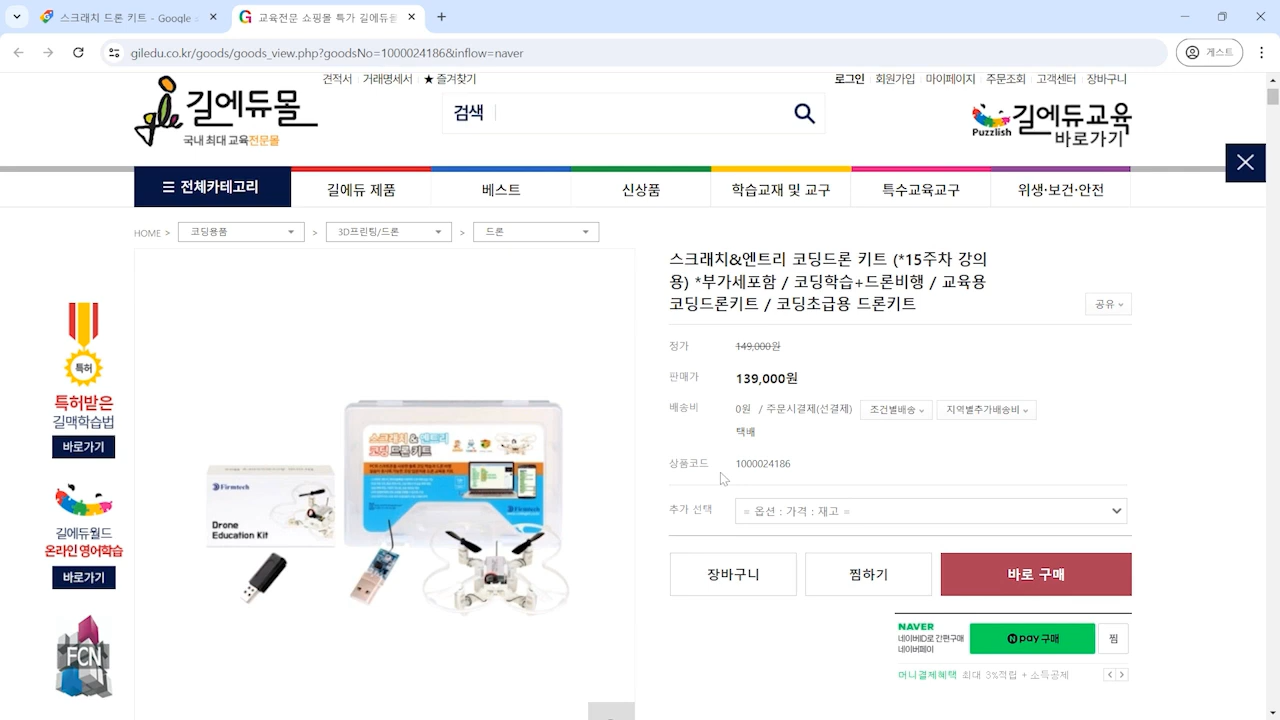 스크래치 드론 키트 - Google
교육전문 쇼핑몰 특가 길에듀몰
giledu.co.kr/goods/goods_view.php?goodsNo=1000024186&inflow=naver
게스트
견적서 거래명세서 ★ 즐겨찾기
로그인 회원가입 마이페이지 주문조회 고객센터 장바구니
gle 길에듀몰
국내 최대 교육전문몰
검색
Puzzlish 길에듀교육
바로가기
전체카테고리
길에듀 제품
베스트
신상품
학습교재 및 교구
특수교육교구
위생·보건·안전
HOME > 코딩용품 > 3D프린팅/드론 > 드론
특허
특허받은
길맥학습법
바로가기
길에듀월드
온라인 영어학습
바로가기
FCN
Firmtech
Drone
Education Kit
스크래치 & 엔트리
코딩 드론 키트
스크래치&엔트리 코딩드론 키트 (*15주차 강의
용) *부가세포함 / 코딩학습+드론비행 / 교육용
코딩드론키트 / 코딩초급용 드론키트
공유
정가 149,000원
판매가 139,000원
배송비 0원 / 주문시결제(선결제) 조건별배송 지역별추가배송비
택배
상품코드 1000024186
추가 선택 = 옵션 : 가격 : 재고 =
장바구니
찜하기
바로 구매
NAVER
네이버ID로 간편구매
네이버페이
N pay 구매
찜
머니결제혜택 최대 3%적립 + 소득공제